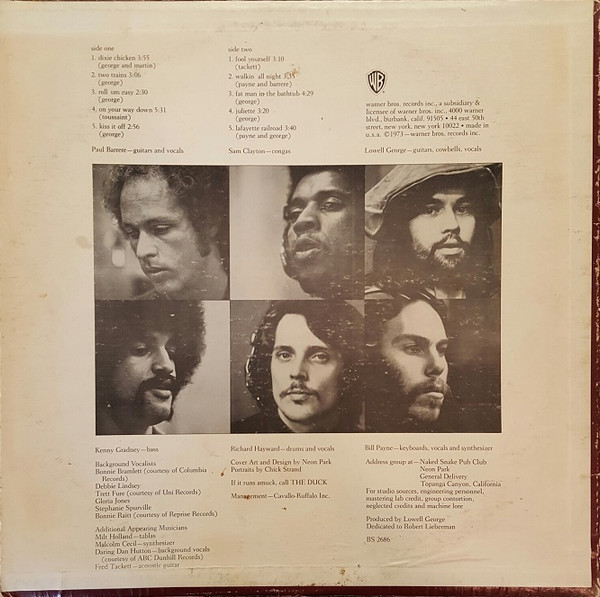 side one
1. dixie chicken 3:55
(george and martin)
2. two trains 3:06
(george)
3. roll um easy 2:30
(george)
4. on your way down 5:31
(toussaint)
5. kiss it off 2:56
(george)
side two
1. fool yourself 3:10
(tackett)
2. walkin all night 3:35
(payne and barrere)
3. fat man in the bathtub 4:29
(george)
4. juliette 3:20
(george)
5. lafayette railroad 3:40
(payne and george)
WB
warner bros. records inc., a subsidiary &
licensee of warner bros. inc., 4000 warner
blvd., burbank, calif. 91505 • 44 east 50th
street, new york, new york 10022 • made in
u.s.a. ©1973—warner bros. records inc.
Paul Barrere—guitars and vocals
Sam Clayton—congas
Lowell George—guitars, cowbells, vocals
Kenny Gradney—bass
Richard Hayward—drums and vocals
Bill Payne—keyboards, vocals and synthesizer
Background Vocalists
Bonnie Bramlett (courtesy of Columbia
Records)
Debbie Lindsey
Tret Fure (courtesy of Uni Records)
Gloria Jones
Stephanie Spurville
Bonnie Raitt (courtesy of Reprise Records)
Additional Appearing Musicians
Milt Holland—tablas
Malcolm Cecil—synthesizer
Daring Dan Hutton—background vocals
(courtesy of ABC Dunhill Records)
Fred Tackett—acoustic guitar
Cover Art and Design by Neon Park
Portraits by Chick Strand
If it runs amuck, call THE DUCK
Management—Cavallo-Ruffalo Inc.
Address group at—Naked Snake Pub Club
Neon Park
General Delivery
Topanga Canyon, California
For studio sources, engineering personnel,
mastering lab credit, group contortion,
neglected credits and machine lore
Produced by Lowell George
Dedicated to Robert Lieberman
BS 2686